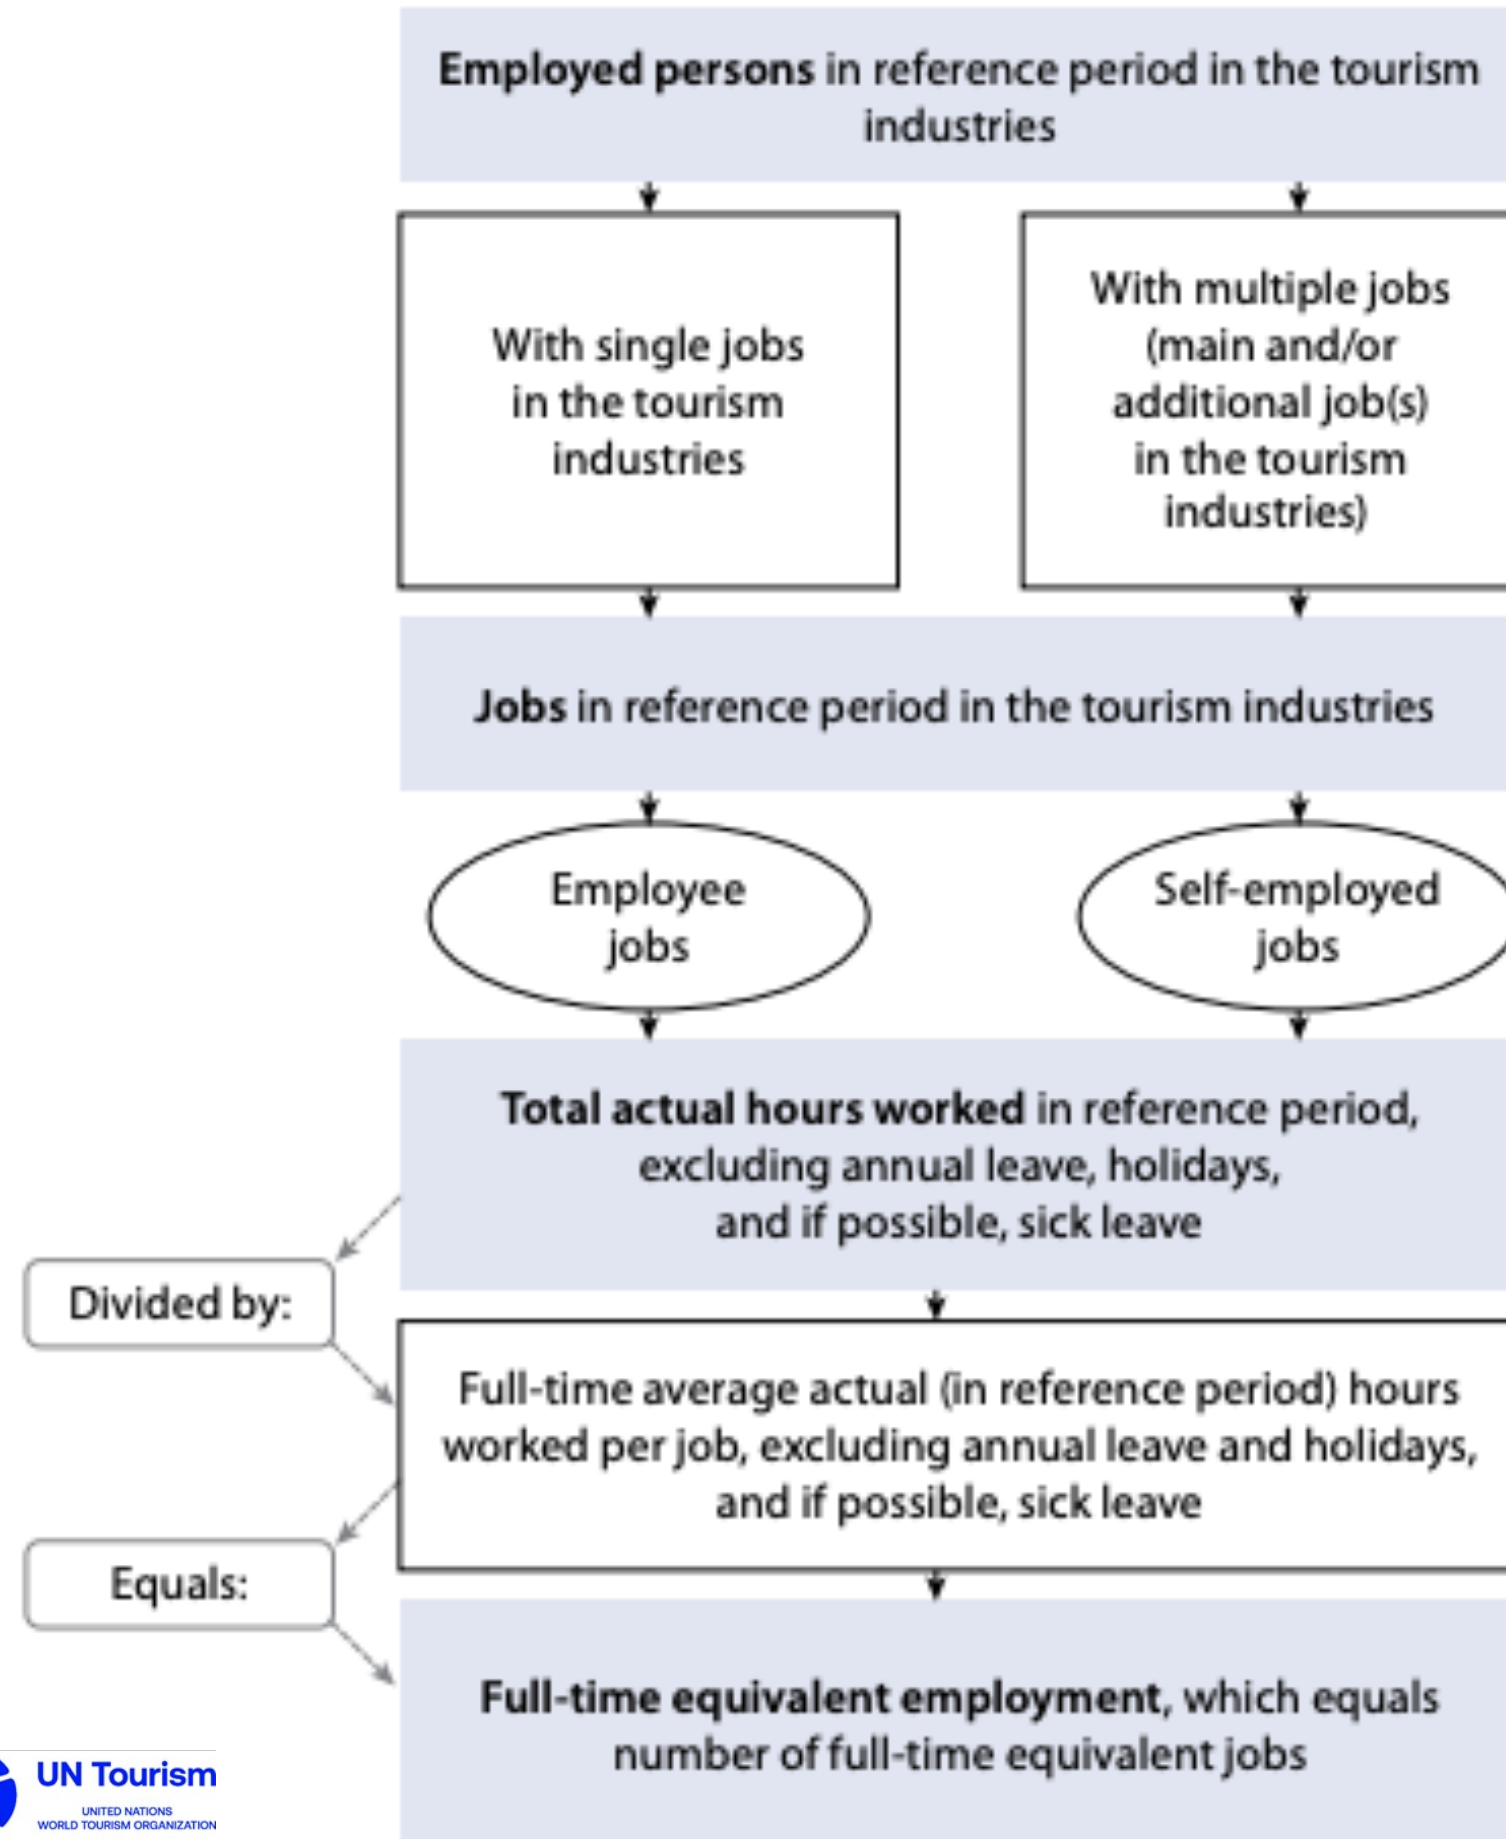 Employed persons in reference period in the tourism
industries
With single jobs
in the tourism
industries
With multiple jobs
(main and/or
additional job(s)
in the tourism
industries)
Jobs in reference period in the tourism industries
Employee
jobs
Self-employed
jobs
Total actual hours worked in reference period,
excluding annual leave, holidays,
and if possible, sick leave
Divided by:
Full-time average actual (in reference period) hours
worked per job, excluding annual leave and holidays,
and if possible, sick leave
Equals:
Full-time equivalent employment, which equals
number of full-time equivalent jobs
UN Tourism
UNITED NATIONS
WORLD TOURISM ORGANIZATION